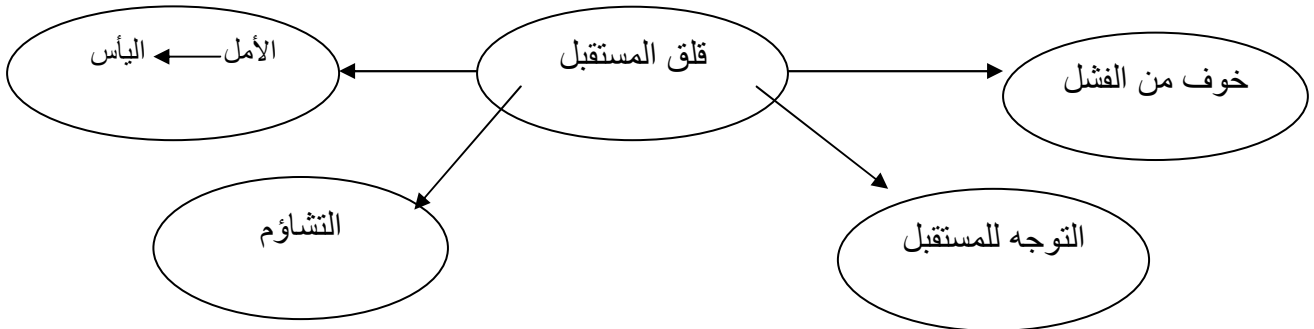 قلق المستقبل
خوف من الفشل
الأمل اليأس
التوجه للمستقبل
التشاؤم